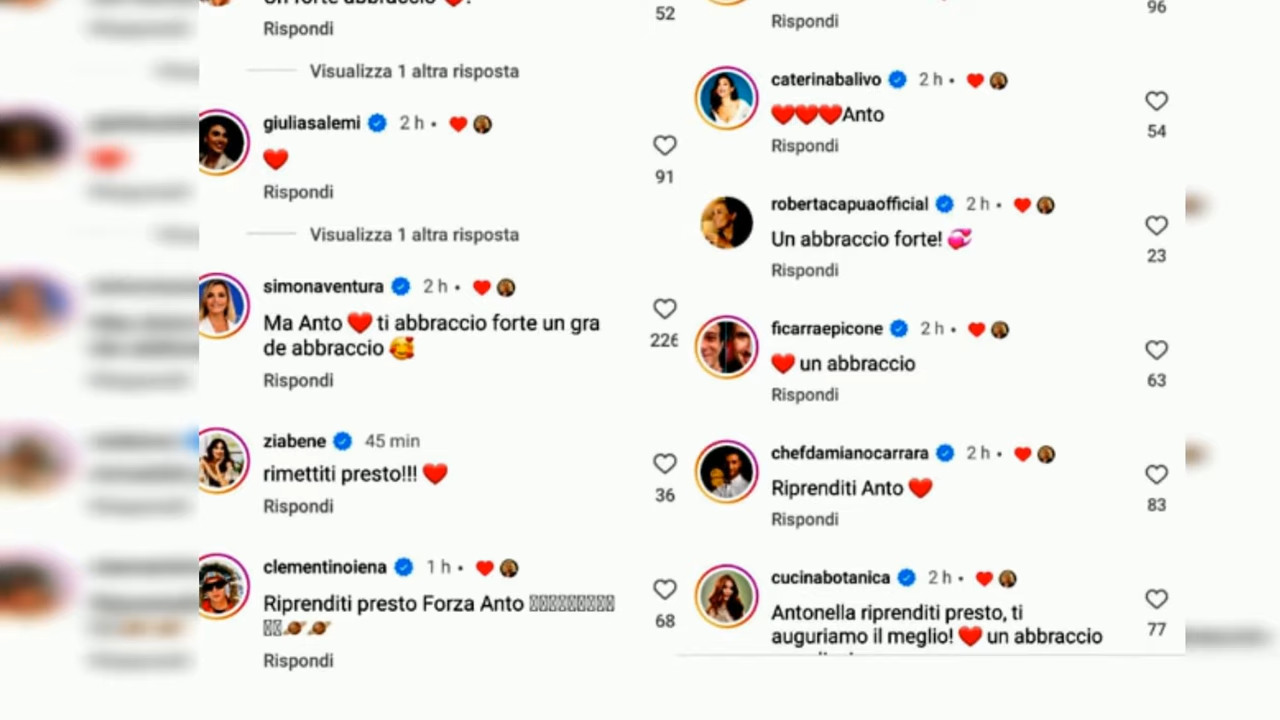 Un forte abbraccio ❤️!
Rispondi
52
Visualizza 1 altra risposta
giuliasalemi 2 h •
❤️
Rispondi
91
Visualizza 1 altra risposta
simonaventura 2 h •
Ma Anto ❤️ ti abbraccio forte un gra
de abbraccio 🥰
Rispondi
226
ziabene 45 min
rimettiti presto!!! ❤️
Rispondi
36
clementinoiena 1 h •
Riprenditi presto Forza Anto
🪐🪐
Rispondi
68
Rispondi
96
caterinabalivo 2 h •
❤️❤️❤️Anto
Rispondi
54
robertacapuaofficial 2 h •
Un abbraccio forte! 💞
Rispondi
23
ficarraepicone 2 h •
❤️ un abbraccio
Rispondi
63
chefdamianocarrara 2 h •
Riprenditi Anto ❤️
Rispondi
83
cucinabotanica 2 h •
Antonella riprenditi presto, ti
auguriamo il meglio! ❤️ un abbraccio
77